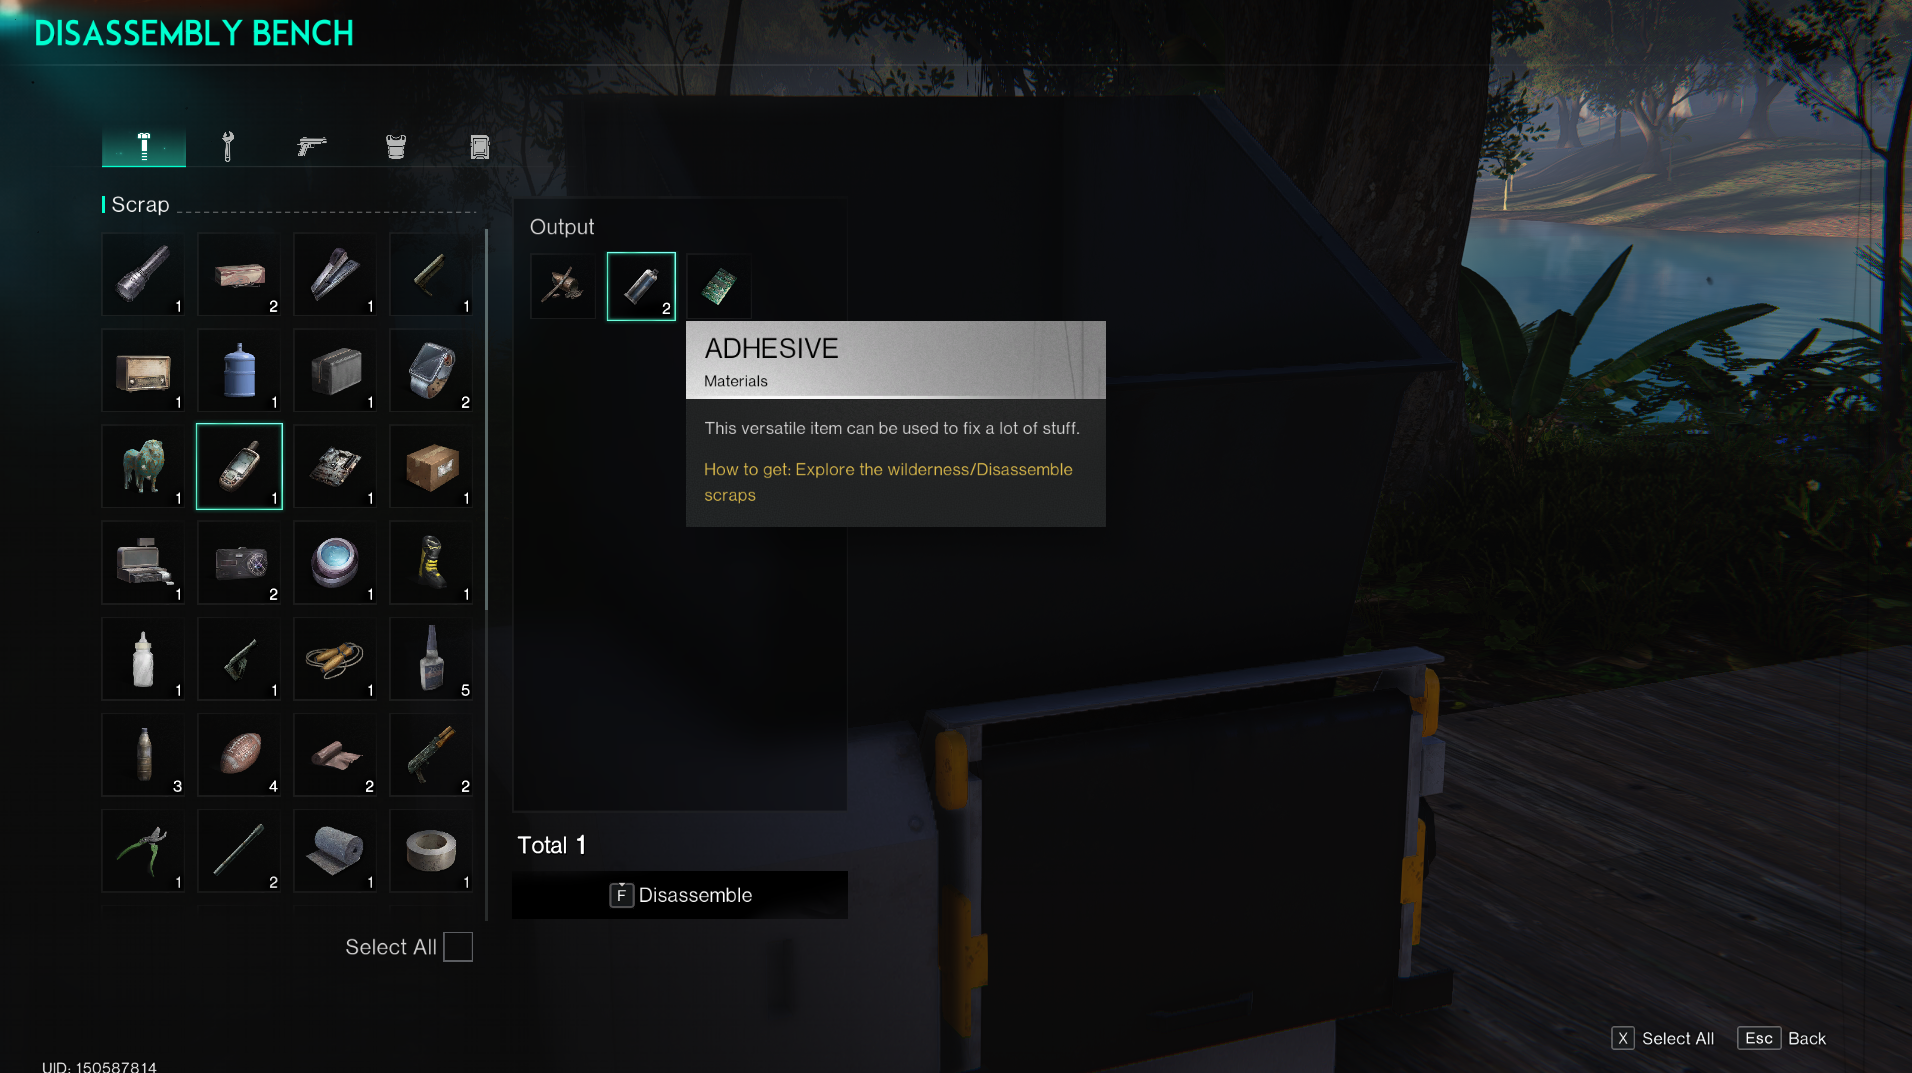 DISASSEMBLY BENCH
Scrap
1
2
1
1
1
1
1
2
1
1
1
1
1
2
1
1
1
1
1
5
3
4
2
2
1
2
1
1
Select All
Output
2
ADHESIVE
Materials
This versatile item can be used to fix a lot of stuff.
How to get: Explore the wilderness/Disassemble
scraps
Total 1
F Disassemble
X Select All Esc Back
UID: 150587814